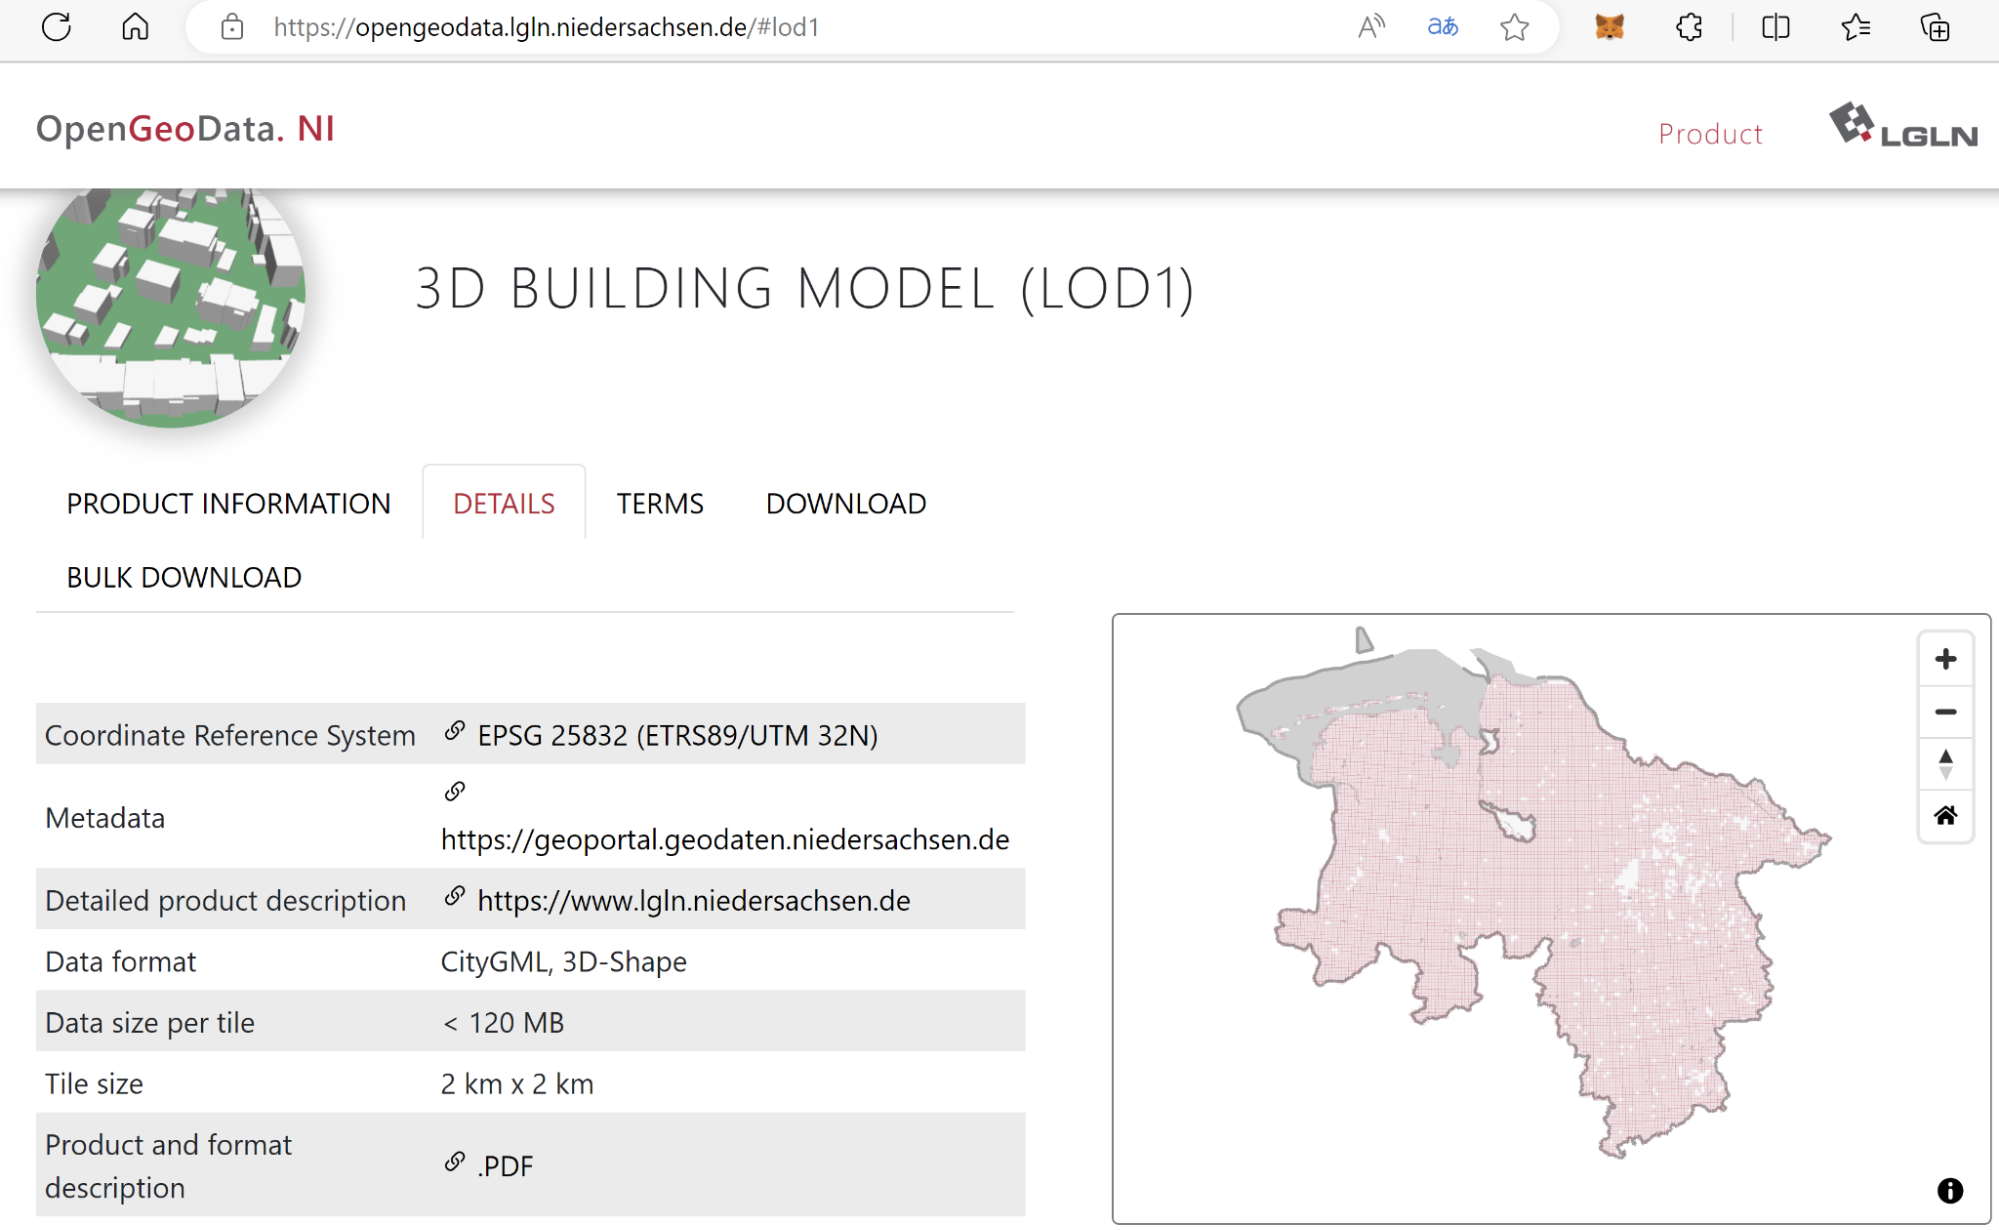 https://opengeodata.lgln.niedersachsen.de/#lod1
OpenGeoData. NI
Product
LGLN
3D BUILDING MODEL (LOD1)
PRODUCT INFORMATION
DETAILS
TERMS
DOWNLOAD
BULK DOWNLOAD
Coordinate Reference System
EPSG 25832 (ETRS89/UTM 32N)
Metadata
https://geoportal.geodaten.niedersachsen.de
Detailed product description
https://www.lgln.niedersachsen.de
Data format
CityGML, 3D-Shape
Data size per tile
< 120 MB
Tile size
2 km x 2 km
Product and format
description
.PDF